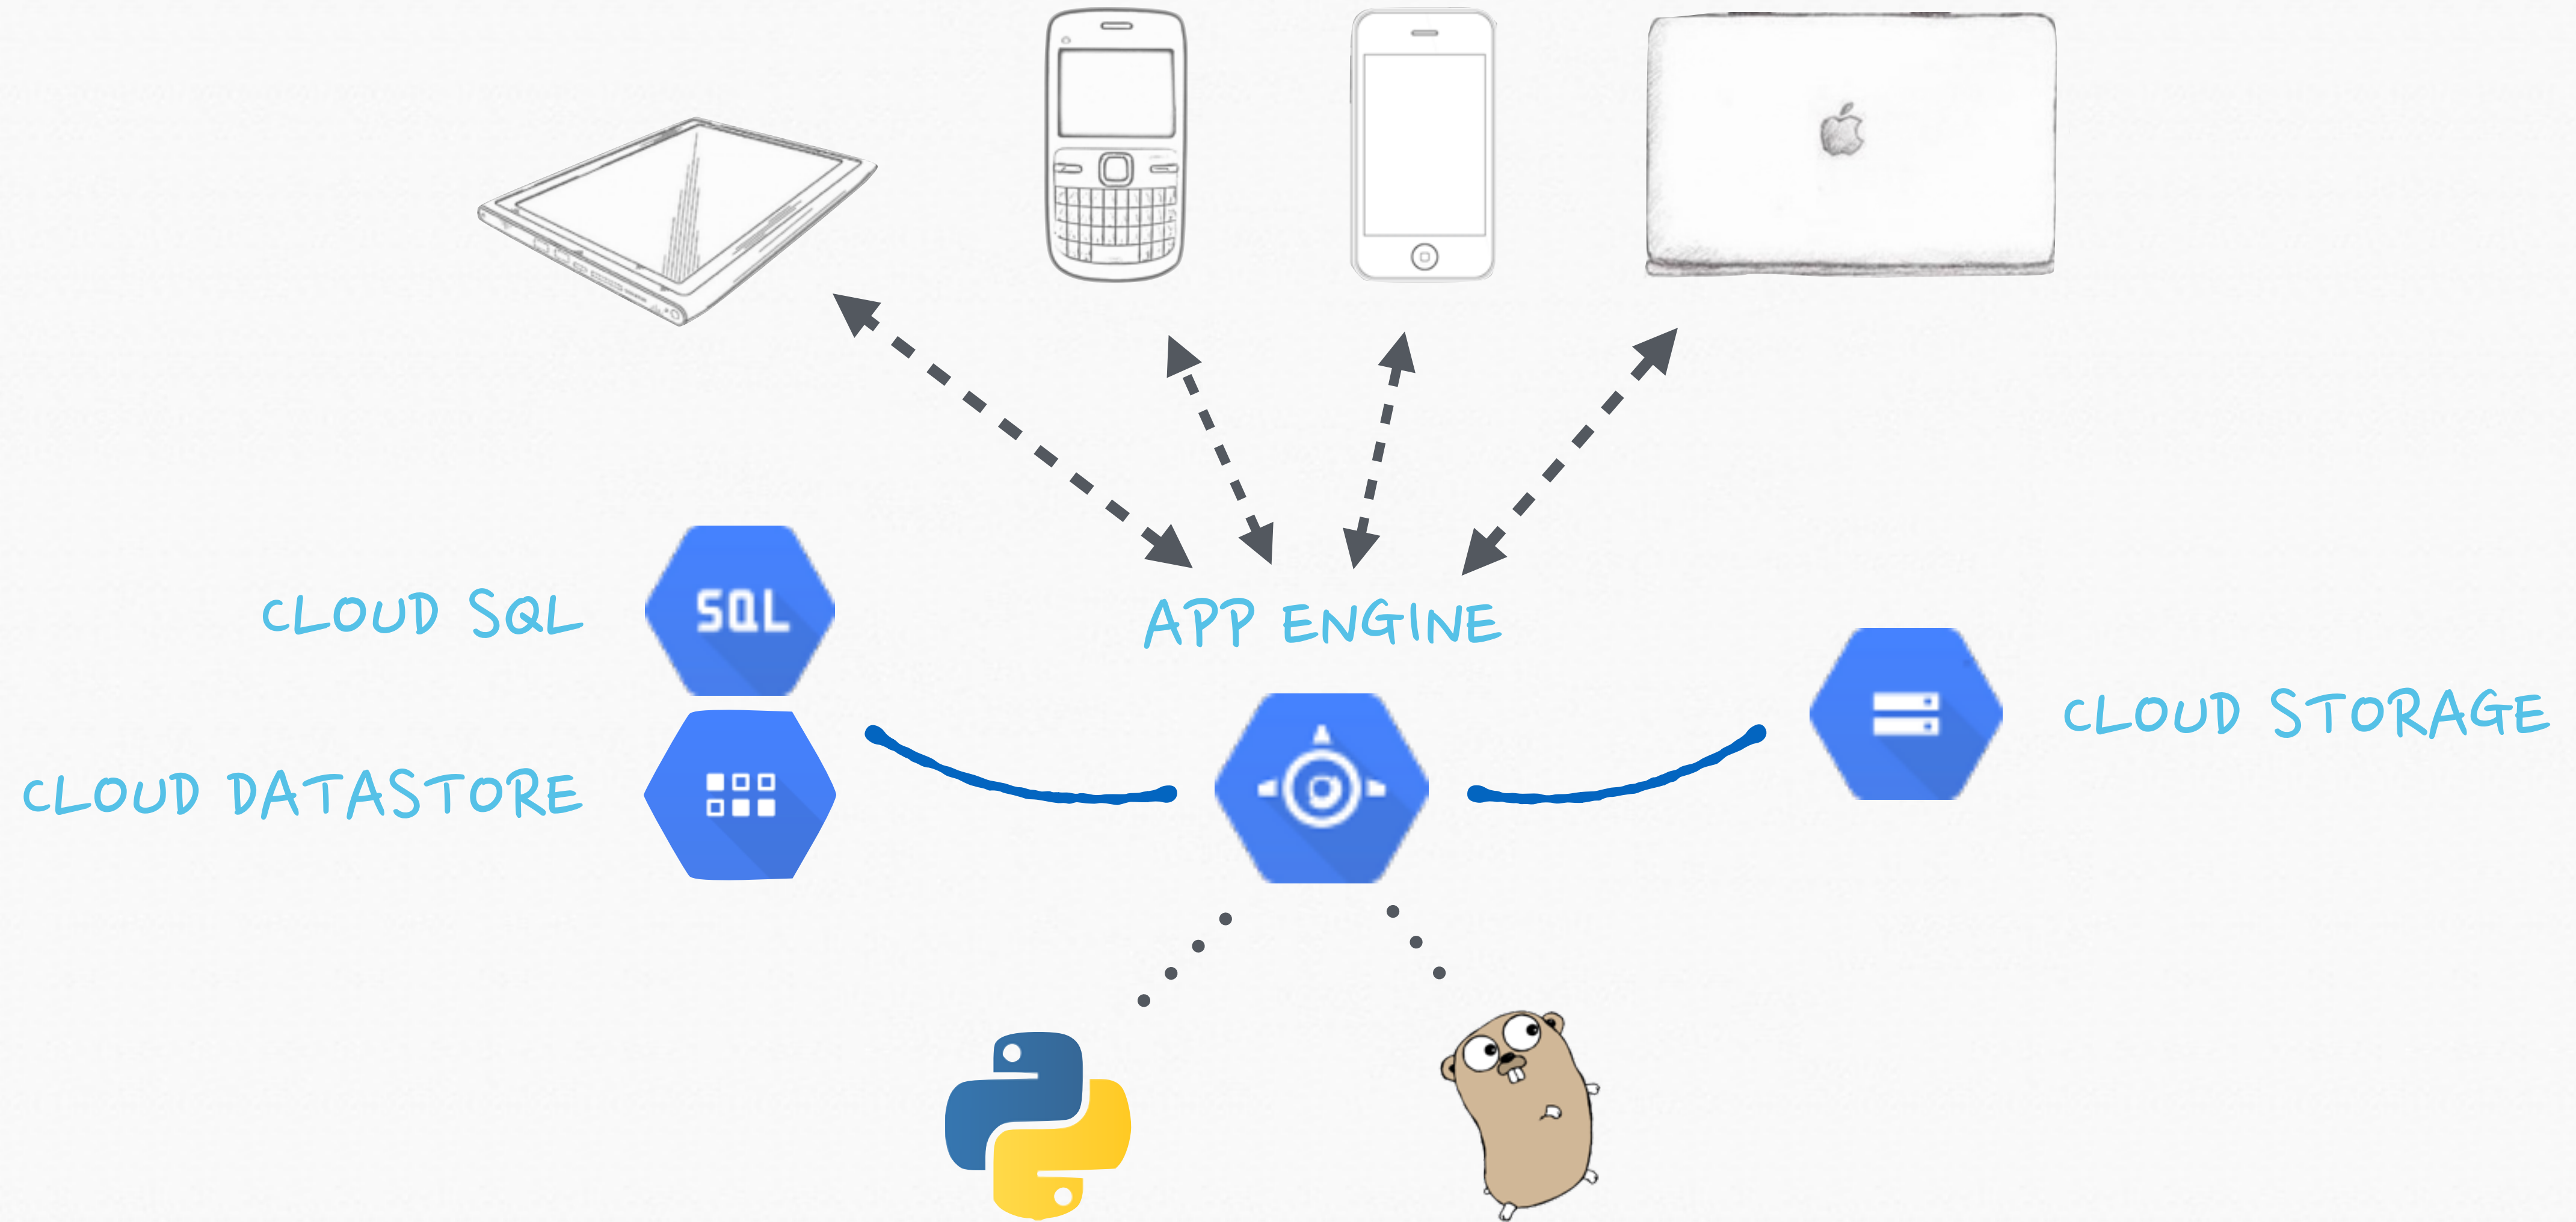 CLOUD SQL
SQL
APP ENGINE
CLOUD STORAGE
CLOUD DATASTORE